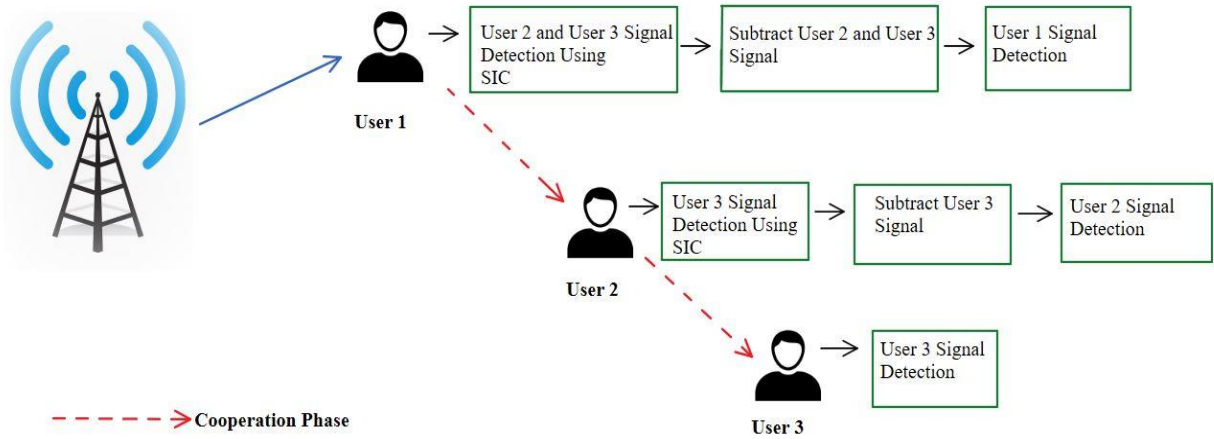 User 2 and User 3 Signal
Detection Using
SIC
Subtract User 2 and User 3
Signal
User 1 Signal
Detection
User 1
User 3 Signal
Detection Using
SIC
Subtract User 3
Signal
User 2 Signal
Detection
User 2
User 3 Signal
Detection
User 3
Cooperation Phase